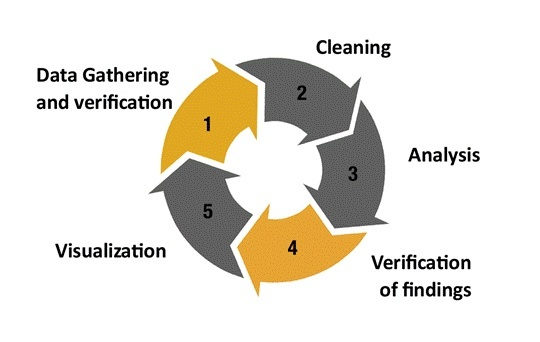 Data Gathering
and verification
1
Cleaning
2
Analysis
3
Verification
of findings
4
Visualization
5